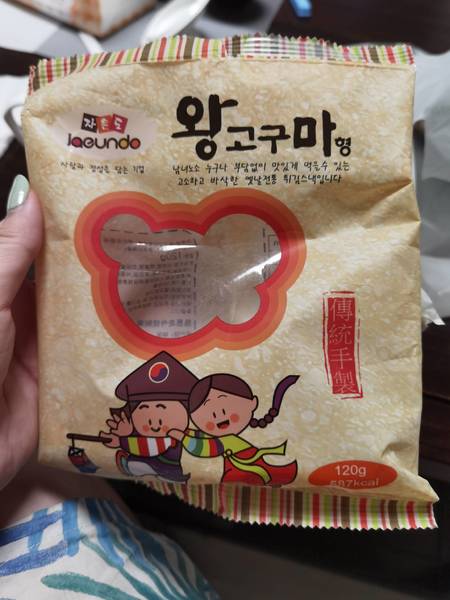 자은도
Jaeundo
사랑과 정성을 담는 기업
왕고구마형
남녀노소 누구나 부담없이 맛있게 먹을수 있는
고소하고 바삭한 옛날전통 튀김스낵입니다
傳統手製
120g
587kcal